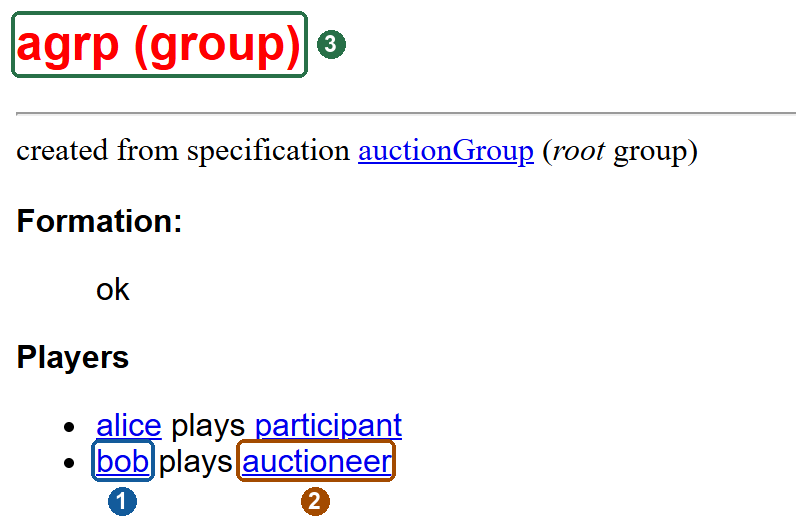 agrp (group) 3
created from specification auctionGroup (root group)
Formation:
ok
Players
• alice plays participant
• bob plays auctioneer
1 2